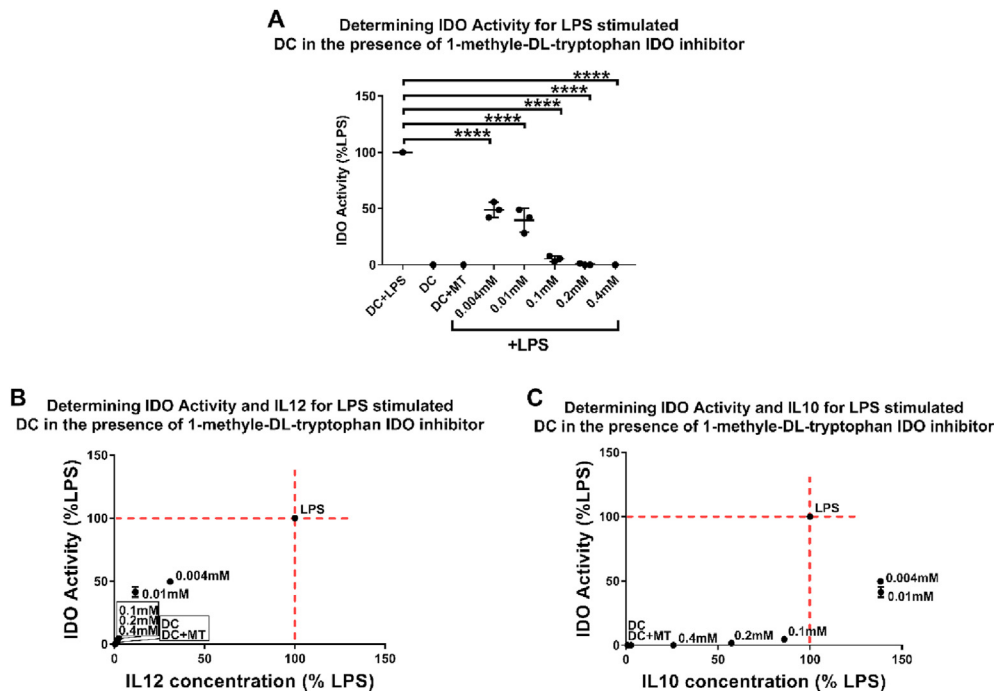 A
Determining IDO Activity for LPS stimulated
DC in the presence of 1-methyle-DL-tryptophan IDO inhibitor
****
****
****
****
****
IDO Activity (%LPS)
150
100
50
0
DC+LPS
DC
DC+MT
0.004mM
0.01mM
0.1mM
0.2mM
0.4mM
+LPS
B
Determining IDO Activity and IL12 for LPS stimulated
DC in the presence of 1-methyle-DL-tryptophan IDO inhibitor
IDO Activity (%LPS)
150
100
50
0
LPS
0.004mM
0.01mM
0.1mM
0.2mM
0.4mM
DC
DC+MT
0
50
100
150
IL12 concentration (% LPS)
C
Determining IDO Activity and IL10 for LPS stimulated
DC in the presence of 1-methyle-DL-tryptophan IDO inhibitor
IDO Activity (%LPS)
150
100
50
0
LPS
0.004mM
0.01mM
DC
DC+MT
0.4mM
0.2mM
0.1mM
0
50
100
150
IL10 concentration (% LPS)